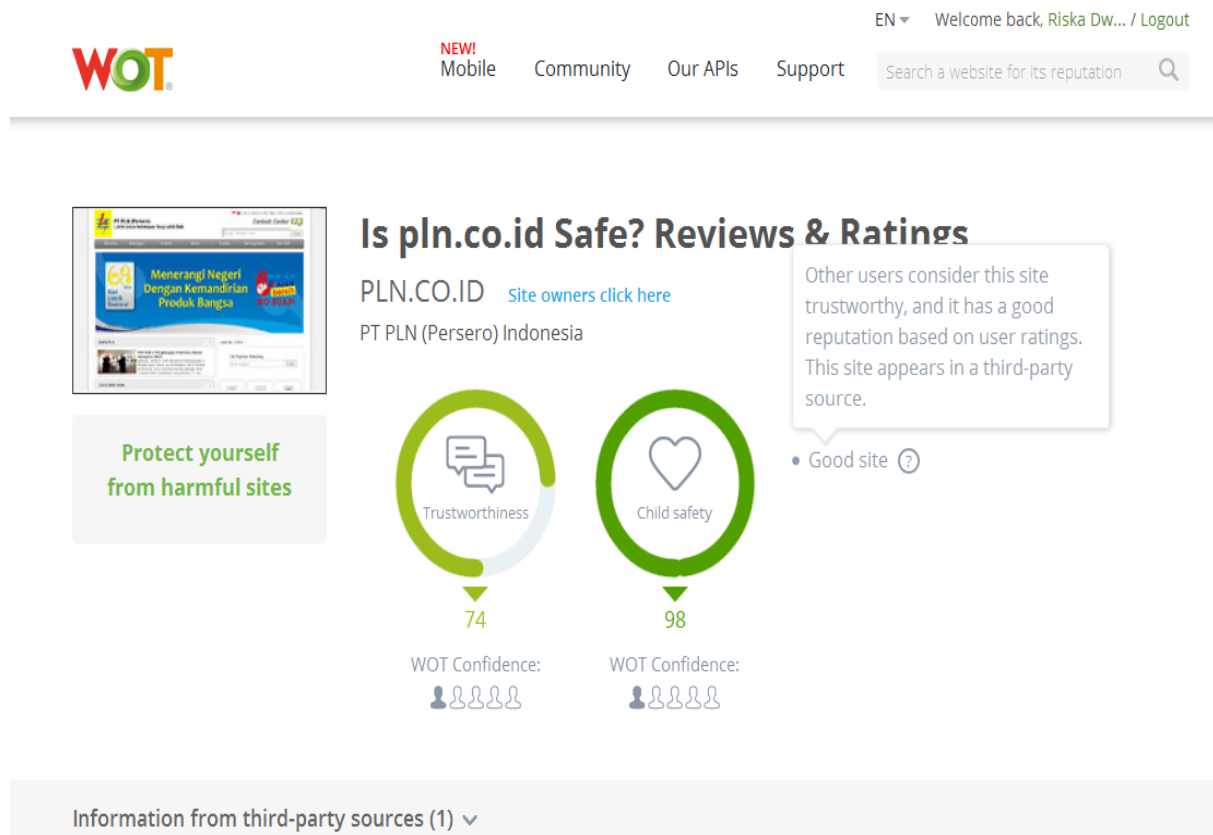 EN Welcome back, Riska Dw... / Logout
WOT
NEW!
Mobile Community Our APIs Support
Search a website for its reputation
PT PLN (Persero)
Menerangi Negeri
Dengan Kemandirian
Produk Bangsa
Is pln.co.id Safe? Reviews & Ratings
PLN.CO.ID Site owners click here
PT PLN (Persero) Indonesia
Other users consider this site
trustworthy, and it has a good
reputation based on user ratings.
This site appears in a third-party
source.
Good site ?
Protect yourself
from harmful sites
Trustworthiness
Child safety
74
98
WOT Confidence:
WOT Confidence:
Information from third-party sources (1)